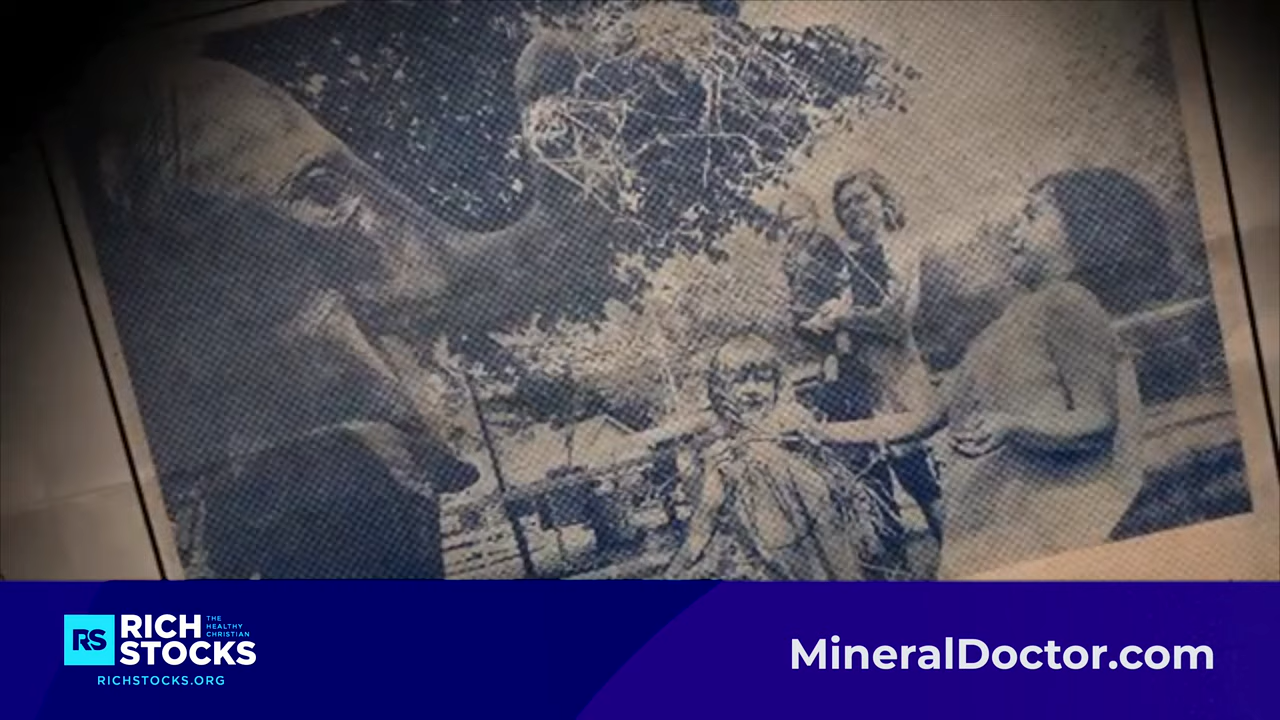 RS
RICH
STOCKS
THE
HEALTHY
CHRISTIAN
RICHSTOCKS.ORG
MineralDoctor.com